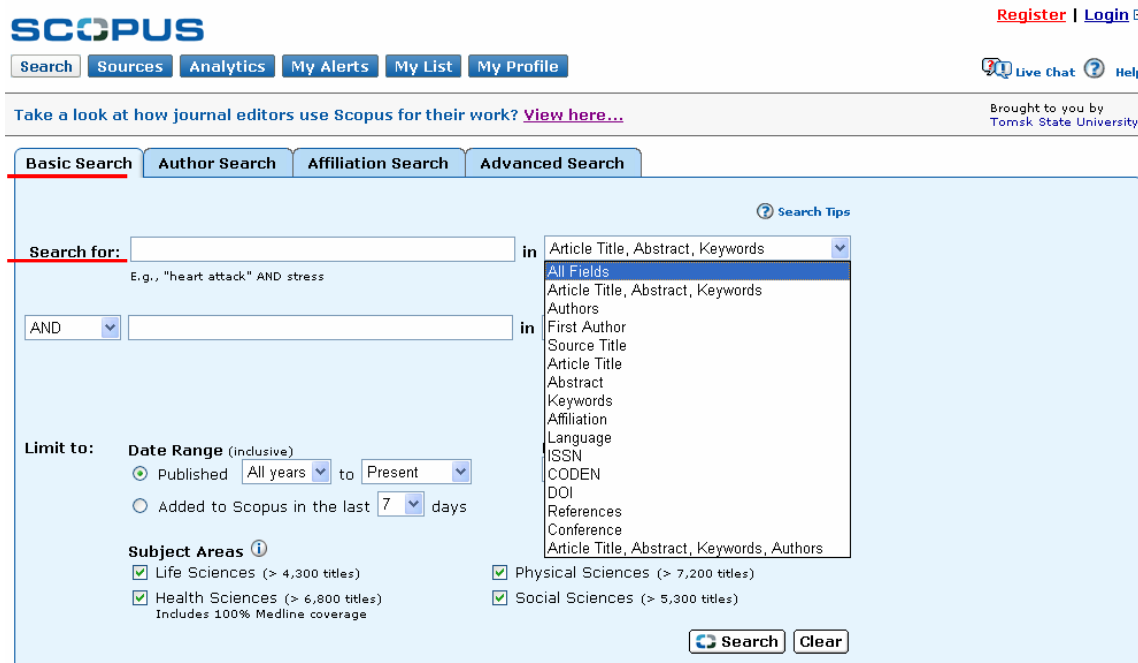 Register | Login
SCOPUS
Search Sources Analytics My Alerts My List My Profile
Live Chat Help
Take a look at how journal editors use Scopus for their work? View here...
Brought to you by
Tomsk State University
Basic Search Author Search Affiliation Search Advanced Search
Search Tips
Search for: in Article Title, Abstract, Keywords
E.g., "heart attack" AND stress
All Fields
Article Title, Abstract, Keywords
Authors
AND in First Author
Source Title
Article Title
Abstract
Keywords
Affiliation
Language
Limit to: Date Range (inclusive)
ISSN
Published All years to Present
CODEN
DOI
Added to Scopus in the last 7 days
References
Conference
Article Title, Abstract, Keywords, Authors
Subject Areas
Life Sciences (> 4,300 titles) Physical Sciences (> 7,200 titles)
Health Sciences (> 6,800 titles) Social Sciences (> 5,300 titles)
Includes 100% Medline coverage
Search Clear